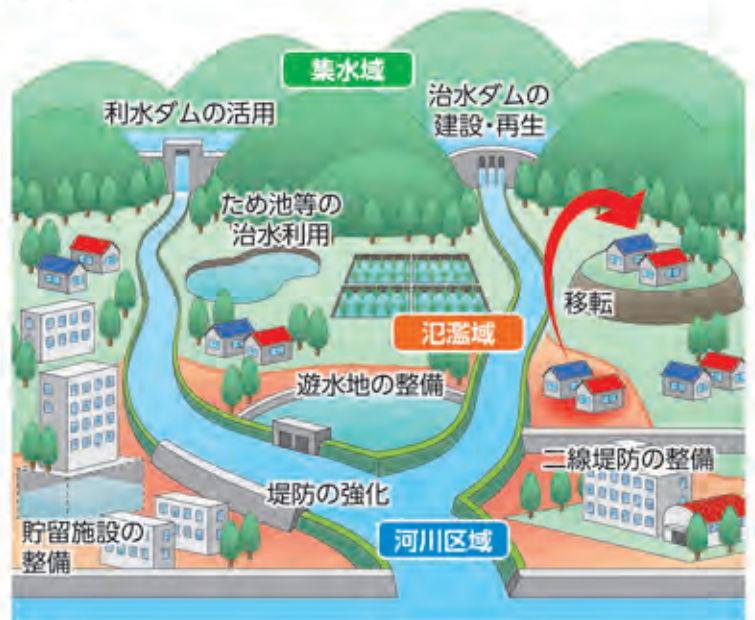 集水域
利水ダムの活用
治水ダムの
建設・再生
ため池等の
治水利用
移転
氾濫域
遊水地の整備
二線堤防の整備
堤防の強化
貯留施設の
整備
河川区域